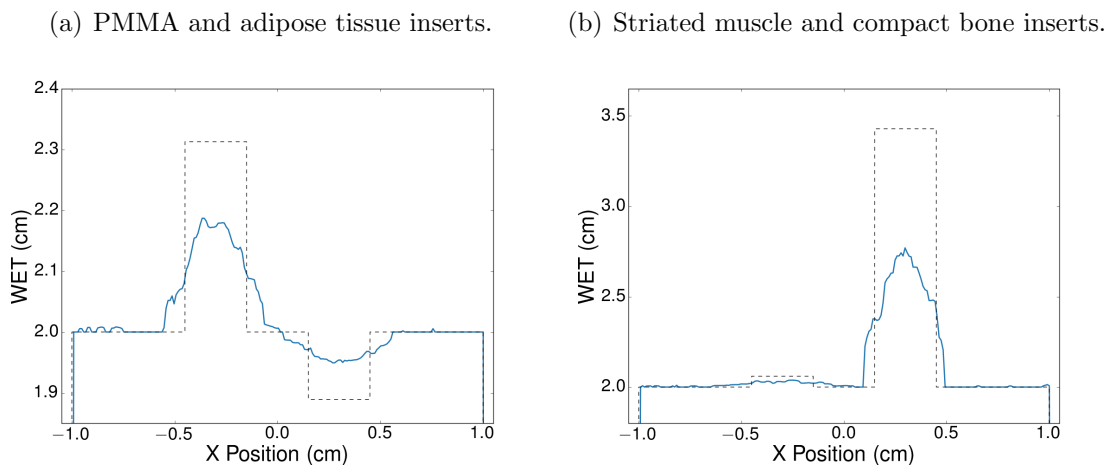 (a) PMMA and adipose tissue inserts.
(b) Striated muscle and compact bone inserts.
2.4
2.3
2.2
2.1
2.0
1.9
WET (cm)
−1.0 −0.5 0.0 0.5 1.0
X Position (cm)
3.5
3.0
2.5
2.0
WET (cm)
−1.0 −0.5 0.0 0.5 1.0
X Position (cm)